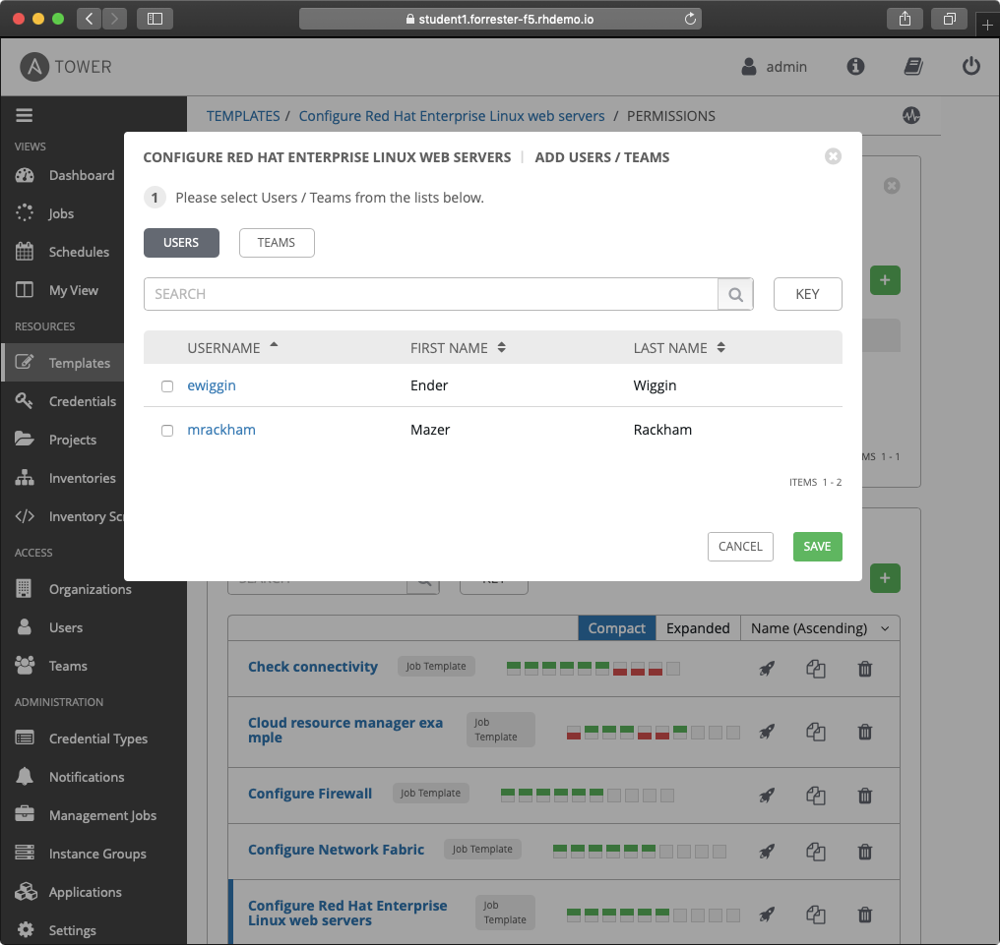 student1.forrester-f5.rhdemo.io
A TOWER
admin
TEMPLATES / Configure Red Hat Enterprise Linux web servers / PERMISSIONS
VIEWS
Dashboard
Jobs
Schedules
My View
RESOURCES
Templates
Credentials
Projects
Inventories
Inventory Sc
ACCESS
Organizations
Users
Teams
ADMINISTRATION
Credential Types
Notifications
Management Jobs
Instance Groups
Applications
Settings
CONFIGURE RED HAT ENTERPRISE LINUX WEB SERVERS | ADD USERS / TEAMS
1 Please select Users / Teams from the lists below.
USERS TEAMS
SEARCH KEY
USERNAME FIRST NAME LAST NAME
ewiggin Ender Wiggin
mrackham Mazer Rackham
MS 1 - 1
ITEMS 1 - 2
CANCEL SAVE
SEARCH KEY
Compact Expanded Name (Ascending)
Check connectivity Job Template
Cloud resource manager exa
mple
Job
Template
Configure Firewall Job Template
Configure Network Fabric Job Template
Configure Red Hat Enterprise
Linux web servers
Job
Template